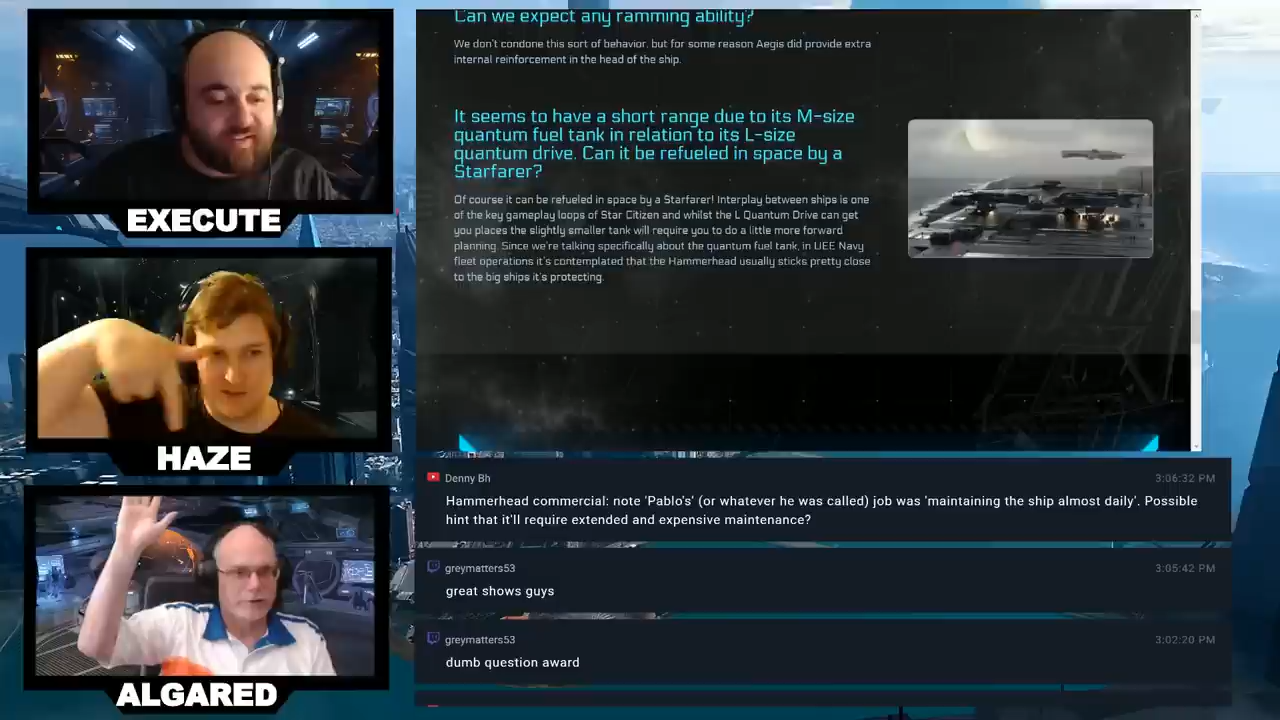 EXECUTE
HAZE
ALGARED
Can we expect any ramming ability?
We don't condone this sort of behavior, but for some reason Aegis did provide extra
internal reinforcement in the head of the ship.
It seems to have a short range due to its M-size
quantum fuel tank in relation to its L-size
quantum drive. Can it be refueled in space by a
Starfarer?
Of course it can be refueled in space by a Starfarer! Interplay between ships is one
of the key gameplay loops of Star Citizen and whilst the L Quantum Drive can get
you places the slightly smaller tank will require you to do a little more forward
planning. Since we're talking specifically about the quantum fuel tank, in UEE Navy
fleet operations it's contemplated that the Hammerhead usually sticks pretty close
to the big ships it's protecting.
Denny Bh 3:06:32 PM
Hammerhead commercial: note 'Pablo's' (or whatever he was called) job was 'maintaining the ship almost daily'. Possible
hint that it'll require extended and expensive maintenance?
greymatters53 3:05:42 PM
great shows guys
greymatters53 3:02:20 PM
dumb question award